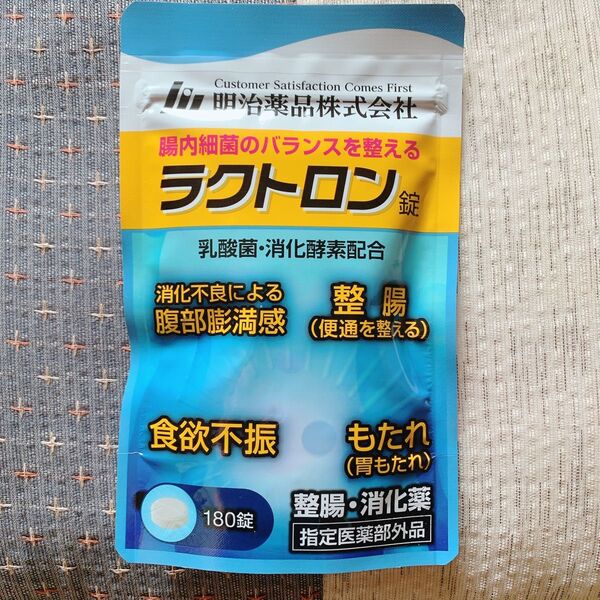 Customer Satisfaction Comes First
明治薬品株式会社
腸内細菌のバランスを整える
ラクトロン錠
乳酸菌・消化酵素配合
消化不良による
腹部膨満感
整腸
(便通を整える)
食欲不振
もたれ
(胃もたれ)
180錠
整腸・消化薬
指定医薬部外品